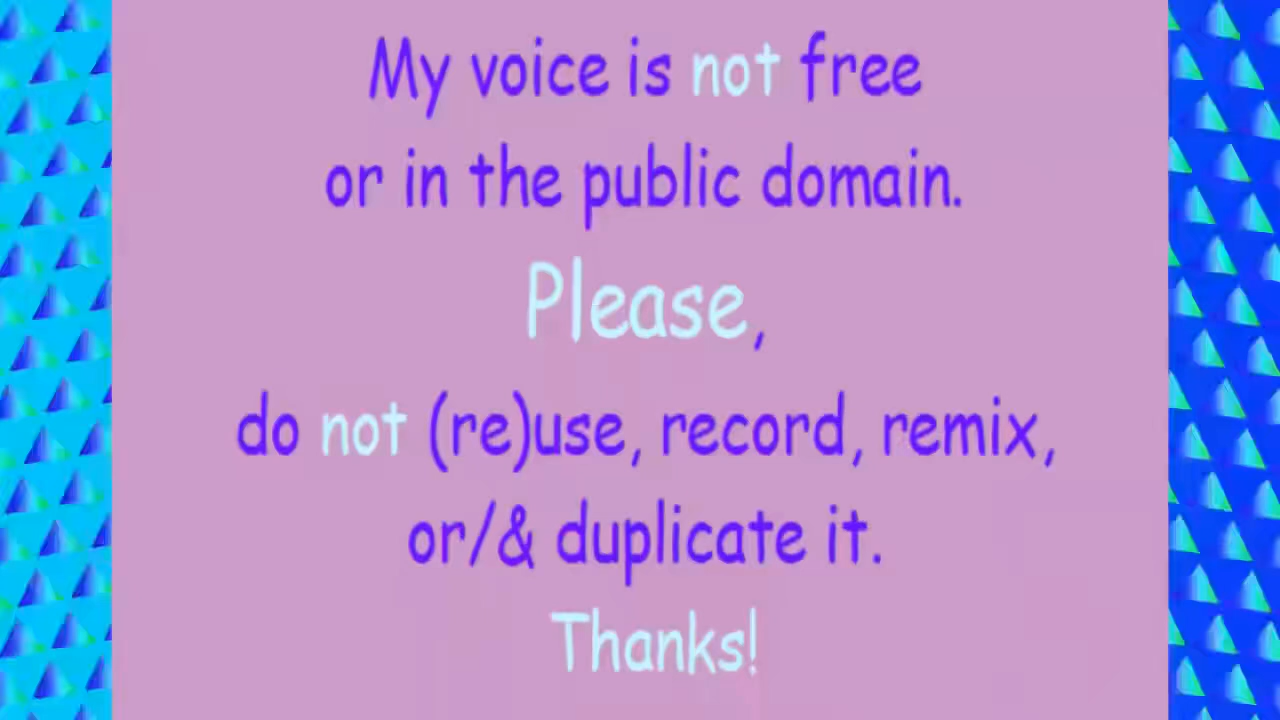 My voice is not free
or in the public domain.
Please,
do not (re)use, record, remix,
or/& duplicate it.
Thanks!